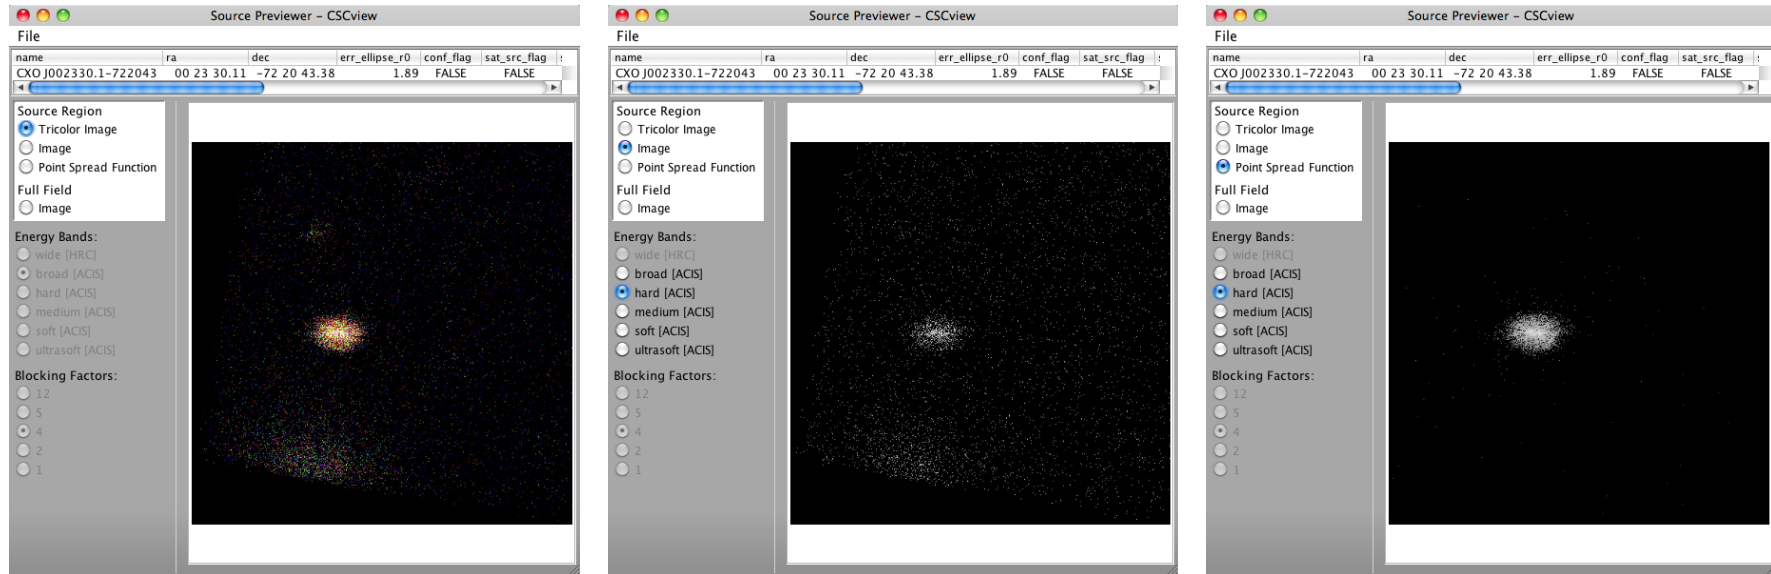 Source Previewer - CSCview
File
name ra dec err_ellipse_r0 conf_flag sat_src_flag
CXO J002330.1-722043 00 23 30.11 -72 20 43.38 1.89 FALSE FALSE
Source Region
Tricolor Image
Image
Point Spread Function
Full Field
Image
Energy Bands:
wide [HRC]
broad [ACIS]
hard [ACIS]
medium [ACIS]
soft [ACIS]
ultrasoft [ACIS]
Blocking Factors:
12
5
4
2
1
Source Previewer - CSCview
File
name ra dec err_ellipse_r0 conf_flag sat_src_flag
CXO J002330.1-722043 00 23 30.11 -72 20 43.38 1.89 FALSE FALSE
Source Region
Tricolor Image
Image
Point Spread Function
Full Field
Image
Energy Bands:
wide [HRC]
broad [ACIS]
hard [ACIS]
medium [ACIS]
soft [ACIS]
ultrasoft [ACIS]
Blocking Factors:
12
5
4
2
1
Source Previewer - CSCview
File
name ra dec err_ellipse_r0 conf_flag sat_src_flag
CXO J002330.1-722043 00 23 30.11 -72 20 43.38 1.89 FALSE FALSE
Source Region
Tricolor Image
Image
Point Spread Function
Full Field
Image
Energy Bands:
wide [HRC]
broad [ACIS]
hard [ACIS]
medium [ACIS]
soft [ACIS]
ultrasoft [ACIS]
Blocking Factors:
12
5
4
2
1